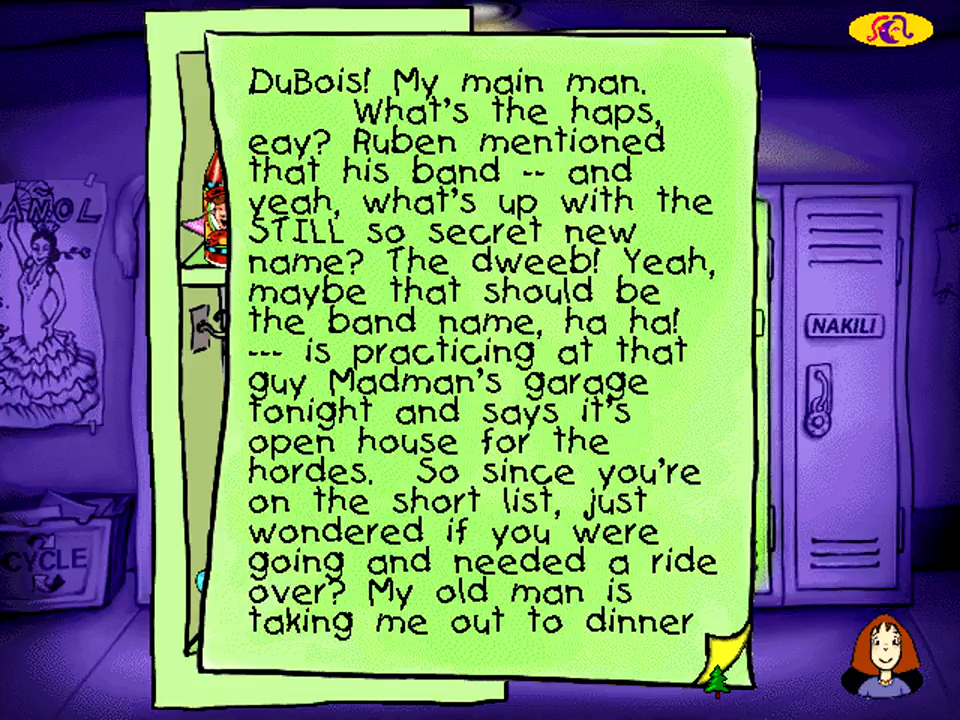 DuBois! My main man.
What's the haps,
eay? Ruben mentioned
that his band -- and
yeah, what's up with the
STILL so secret new
name? The dweeb! Yeah,
maybe that should be
the band name, ha ha!
--- is practicing at that
guy Madman's garage
tonight and says it's
open house for the
hordes. So since you're
on the short list, just
wondered if you were
going and needed a ride
over? My old man is
taking me out to dinner
ANOL
NAKILI
CYCLE